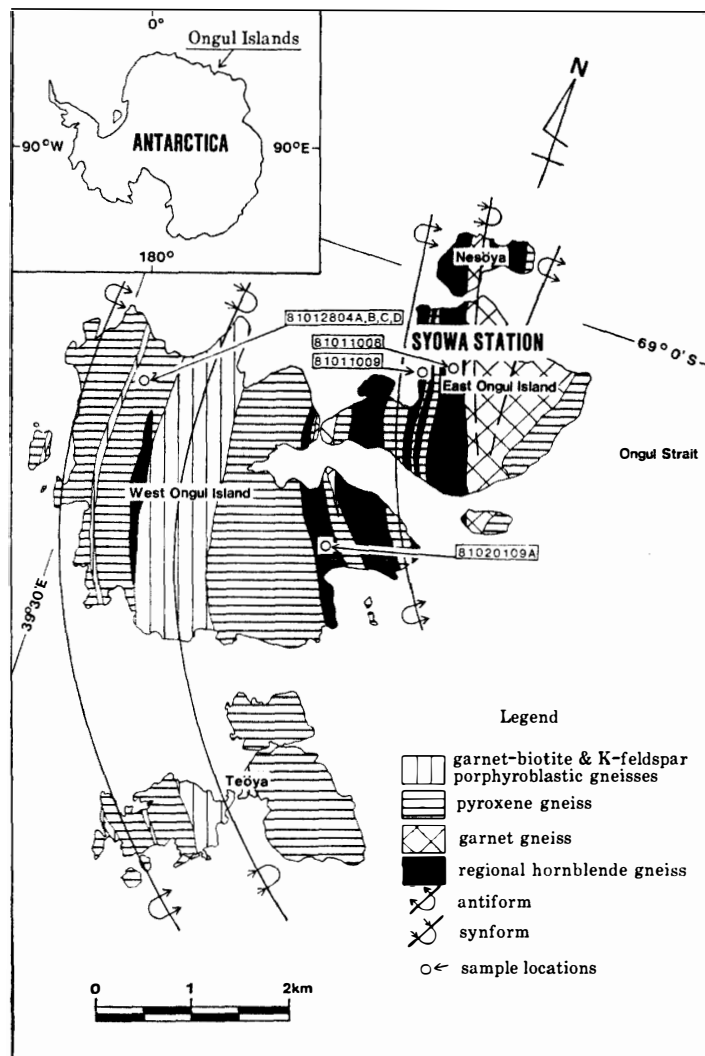 0°
Ongul Islands
90°W
ANTARCTICA
90°E
180°
N
Nesöya
81012804A,B,C,D
81011008
81011009
SYOWA STATION
69°0'S
East Ongul Island
Ongul Strait
West Ongul Island
81020109A
39°30'E
Teöya
Legend
garnet-biotite & K-feldspar
porphyroblastic gneisses
pyroxene gneiss
garnet gneiss
regional hornblende gneiss
antiform
synform
sample locations
0 1 2km